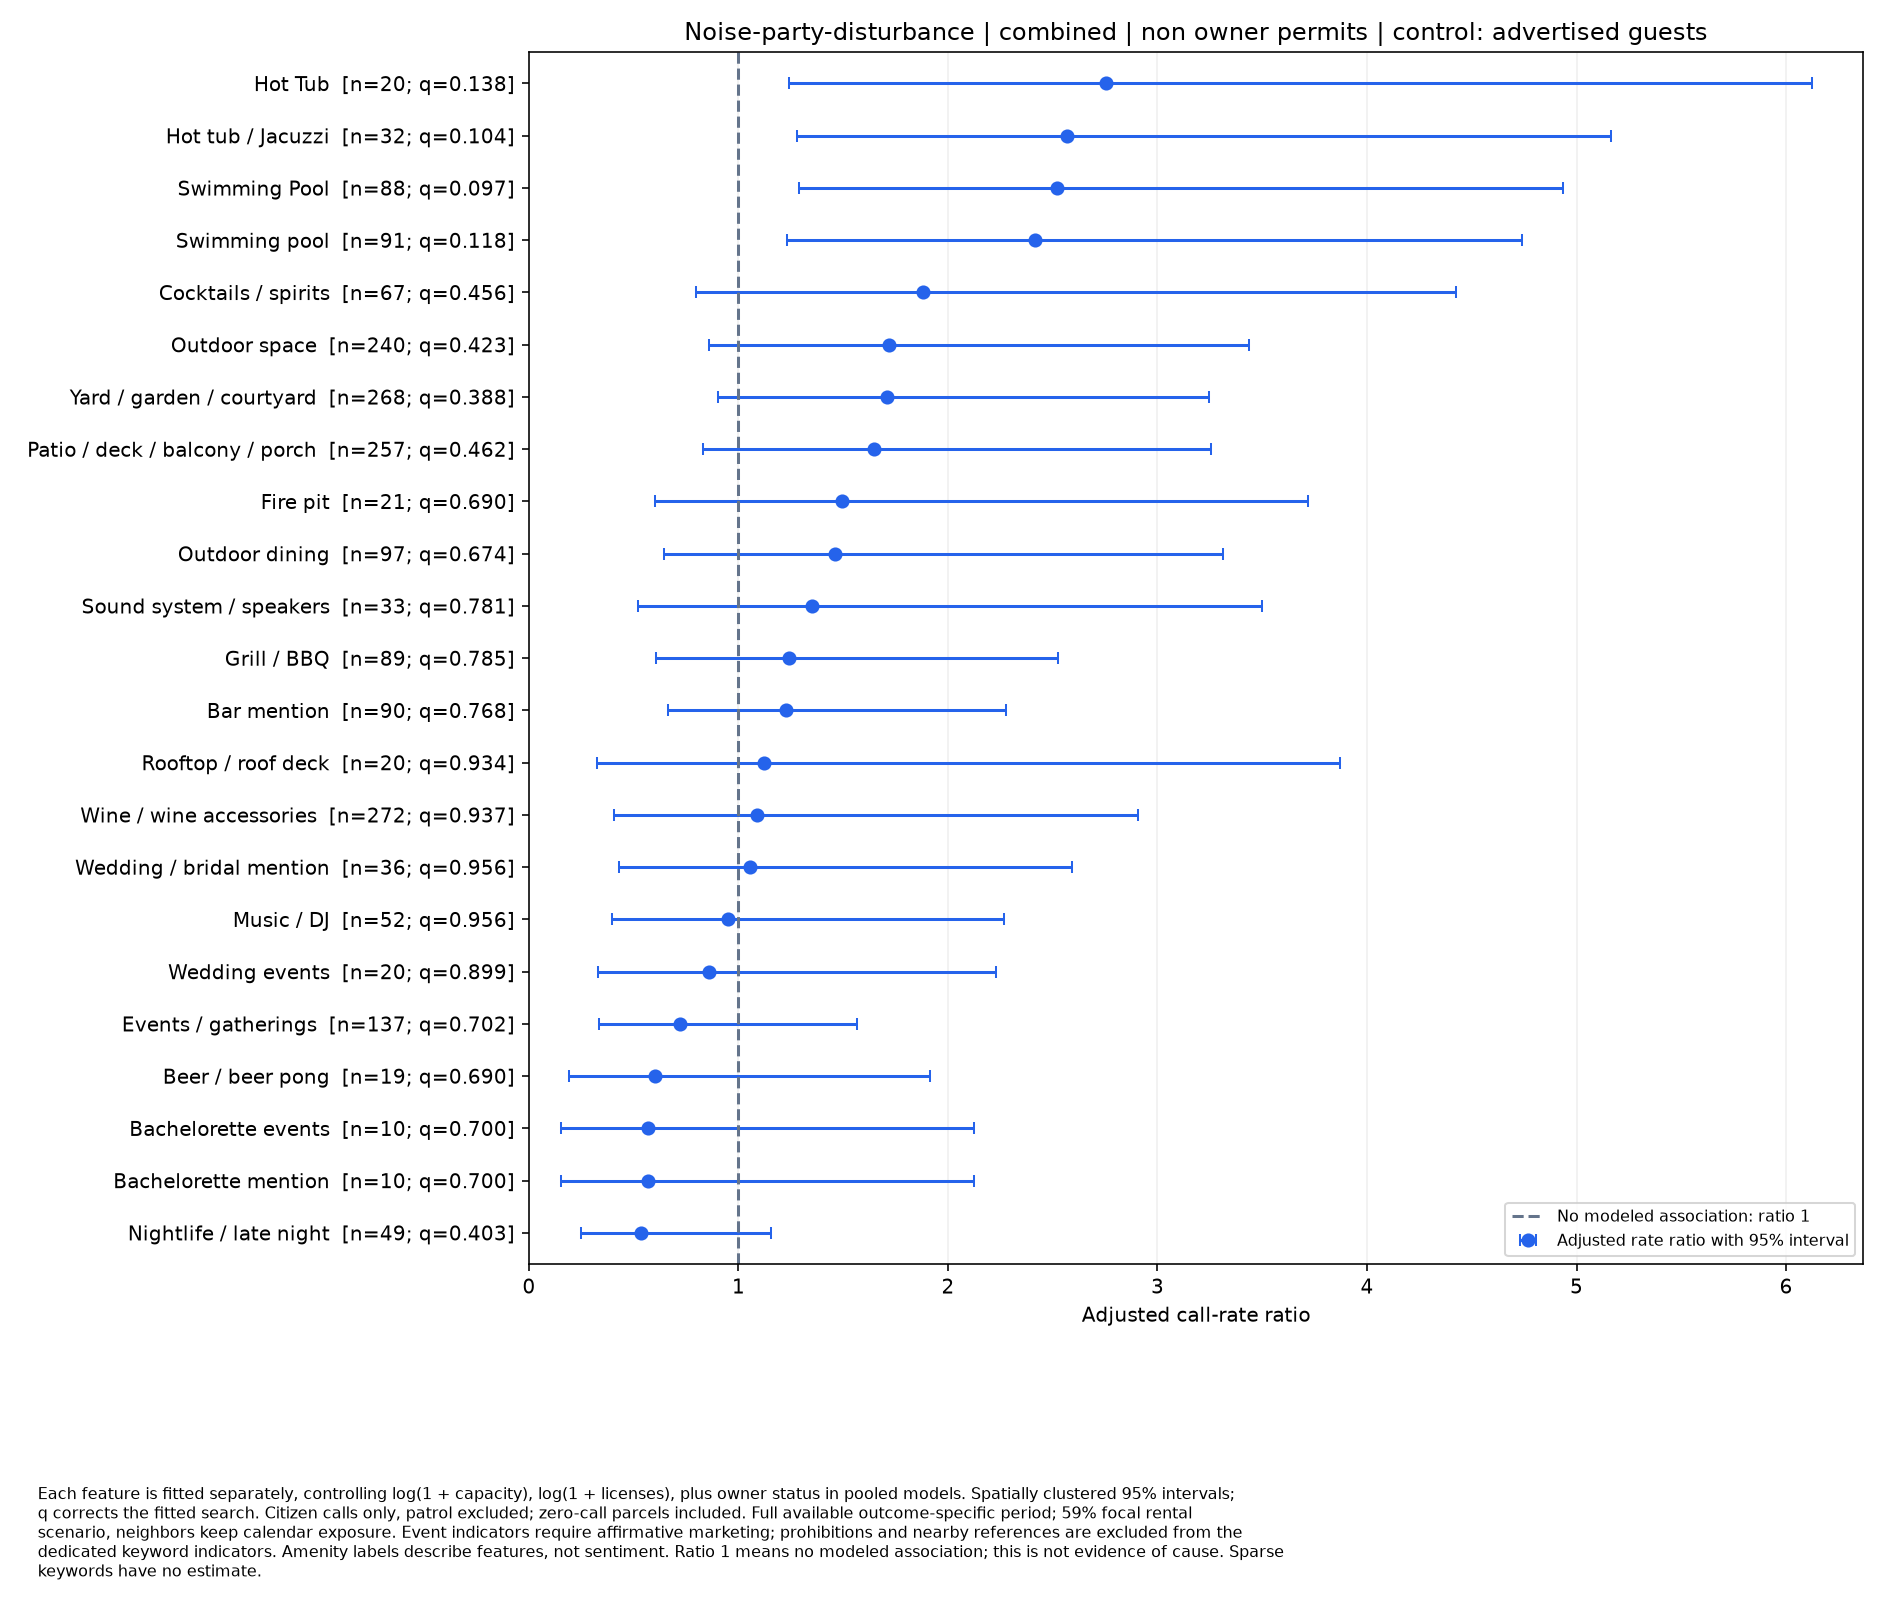 Noise-party-disturbance | combined | non owner permits | control: advertised guests
Hot Tub [n=20; q=0.138]
Hot tub / Jacuzzi [n=32; q=0.104]
Swimming Pool [n=88; q=0.097]
Swimming pool [n=91; q=0.118]
Cocktails / spirits [n=67; q=0.456]
Outdoor space [n=240; q=0.423]
Yard / garden / courtyard [n=268; q=0.388]
Patio / deck / balcony / porch [n=257; q=0.462]
Fire pit [n=21; q=0.690]
Outdoor dining [n=97; q=0.674]
Sound system / speakers [n=33; q=0.781]
Grill / BBQ [n=89; q=0.785]
Bar mention [n=90; q=0.768]
Rooftop / roof deck [n=20; q=0.934]
Wine / wine accessories [n=272; q=0.937]
Wedding / bridal mention [n=36; q=0.956]
Music / DJ [n=52; q=0.956]
Wedding events [n=20; q=0.899]
Events / gatherings [n=137; q=0.702]
Beer / beer pong [n=19; q=0.690]
Bachelorette events [n=10; q=0.700]
Bachelorette mention [n=10; q=0.700]
Nightlife / late night [n=49; q=0.403]
No modeled association: ratio 1
Adjusted rate ratio with 95% interval
0 1 2 3 4 5 6
Adjusted call-rate ratio
Each feature is fitted separately, controlling log(1 + capacity), log(1 + licenses), plus owner status in pooled models. Spatially clustered 95% intervals;
q corrects the fitted search. Citizen calls only, patrol excluded; zero-call parcels included. Full available outcome-specific period; 59% focal rental
scenario, neighbors keep calendar exposure. Event indicators require affirmative marketing; prohibitions and nearby references are excluded from the
dedicated keyword indicators. Amenity labels describe features, not sentiment. Ratio 1 means no modeled association; this is not evidence of cause. Sparse
keywords have no estimate.